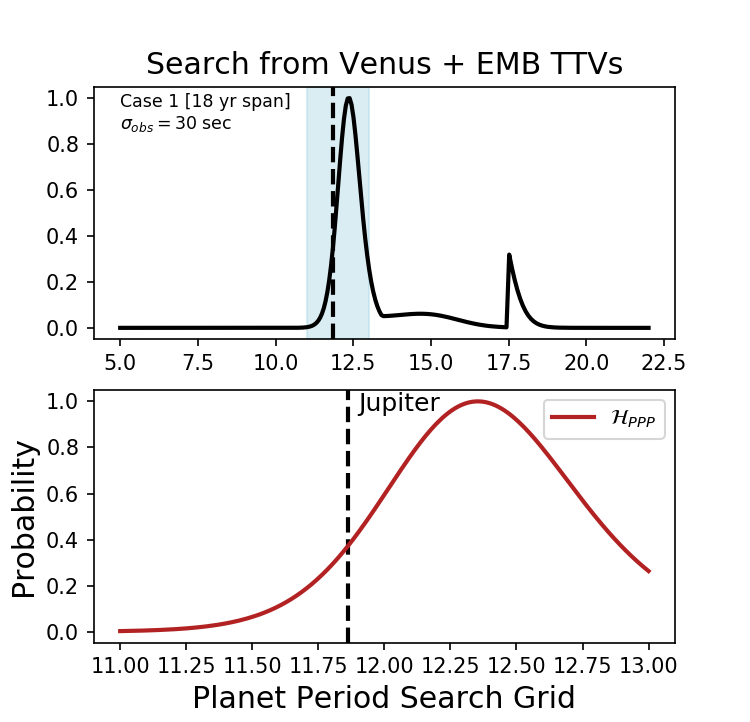 Search from Venus + EMB TTVs
Case 1 [18 yr span]
σ_obs = 30 sec
1.0
0.8
0.6
0.4
0.2
0.0
5.0 7.5 10.0 12.5 15.0 17.5 20.0 22.5
Jupiter
ℋ_PPP
Probability
1.0
0.8
0.6
0.4
0.2
0.0
11.00 11.25 11.50 11.75 12.00 12.25 12.50 12.75 13.00
Planet Period Search Grid